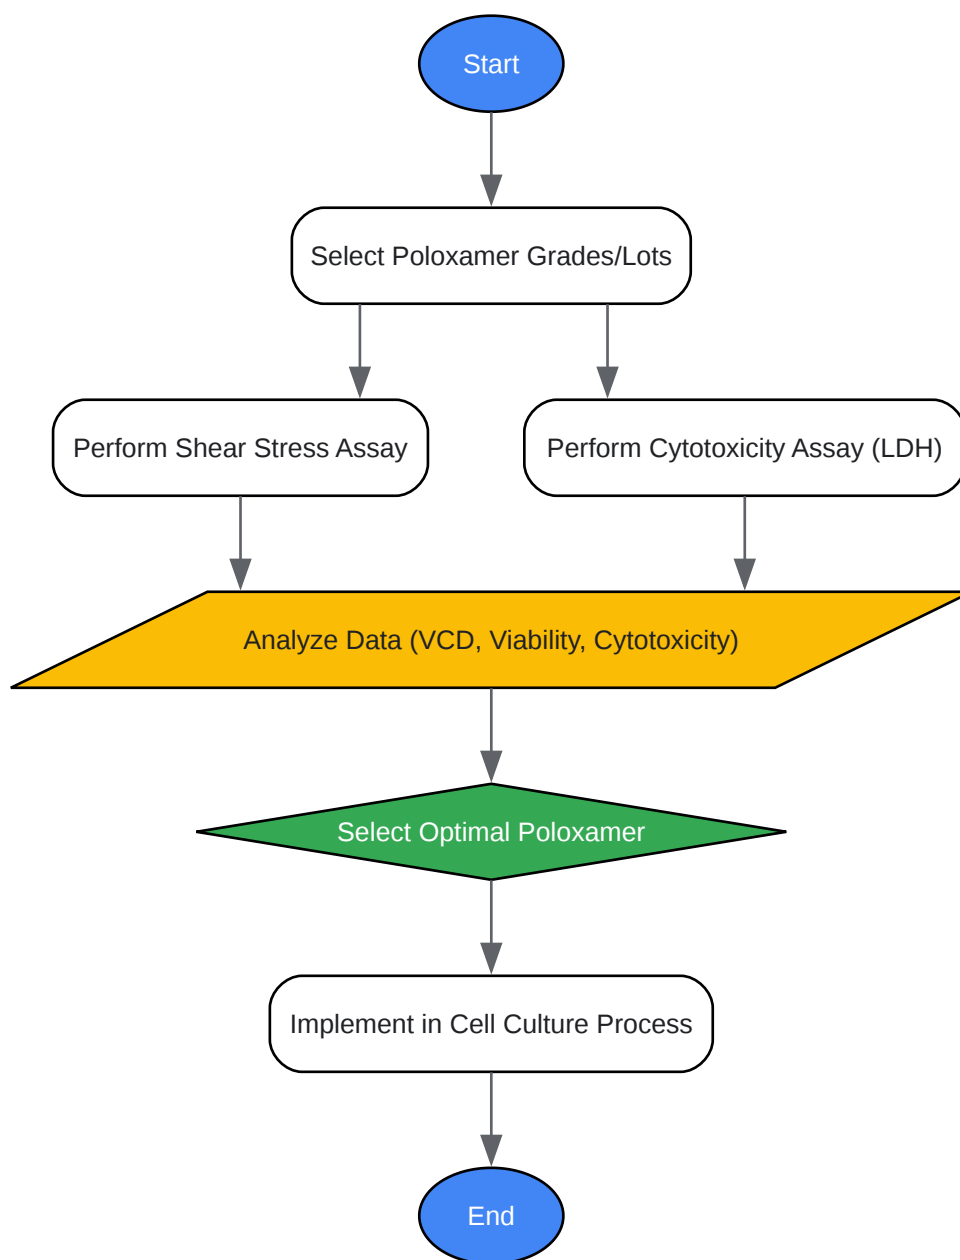 Start
Select Poloxamer Grades/Lots
Perform Shear Stress Assay
Perform Cytotoxicity Assay (LDH)
Analyze Data (VCD, Viability, Cytotoxicity)
Select Optimal Poloxamer
Implement in Cell Culture Process
End